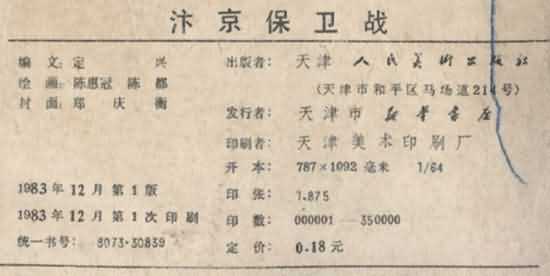 汴京保卫战
编文：定 兴
绘画：陈惠冠 陈都
封面：郑庆衡
1983年12月第1版
1983年12月第1次印刷
统一书号：8073·30839
出版者：天津人民美术出版社
（天津市和平区马场道214号）
发行者：天津市新华书店
印刷者：天津美术印刷厂
开本：787×1092毫米 1/64
印张：1.875
印数：000001—350000
定价：0.18元